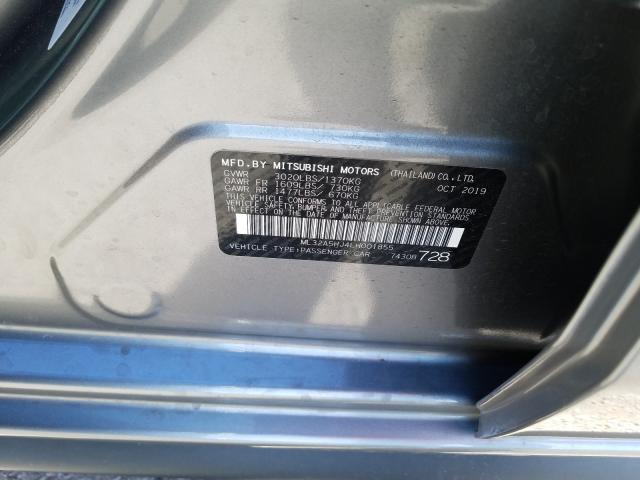 MFD.BY MITSUBISHI MOTORS (THAILAND) CO., LTD.
GVWR 3020LBS/1370KG OCT 2019
GAWR FR 1609LBS/ 730KG
GAWR RR 1477LBS/ 670KG
THIS VEHICLE CONFORMS TO ALL APPLICABLE FEDERAL MOTOR
VEHICLE SAFETY, BUMPER AND THEFT PREVENTION STANDARDS
IN EFFECT ON THE DATE OF MANUFACTURE SHOWN ABOVE.
ML32A5HJ4LH001855
VEHICLE TYPE:PASSENGER CAR 7430B 728